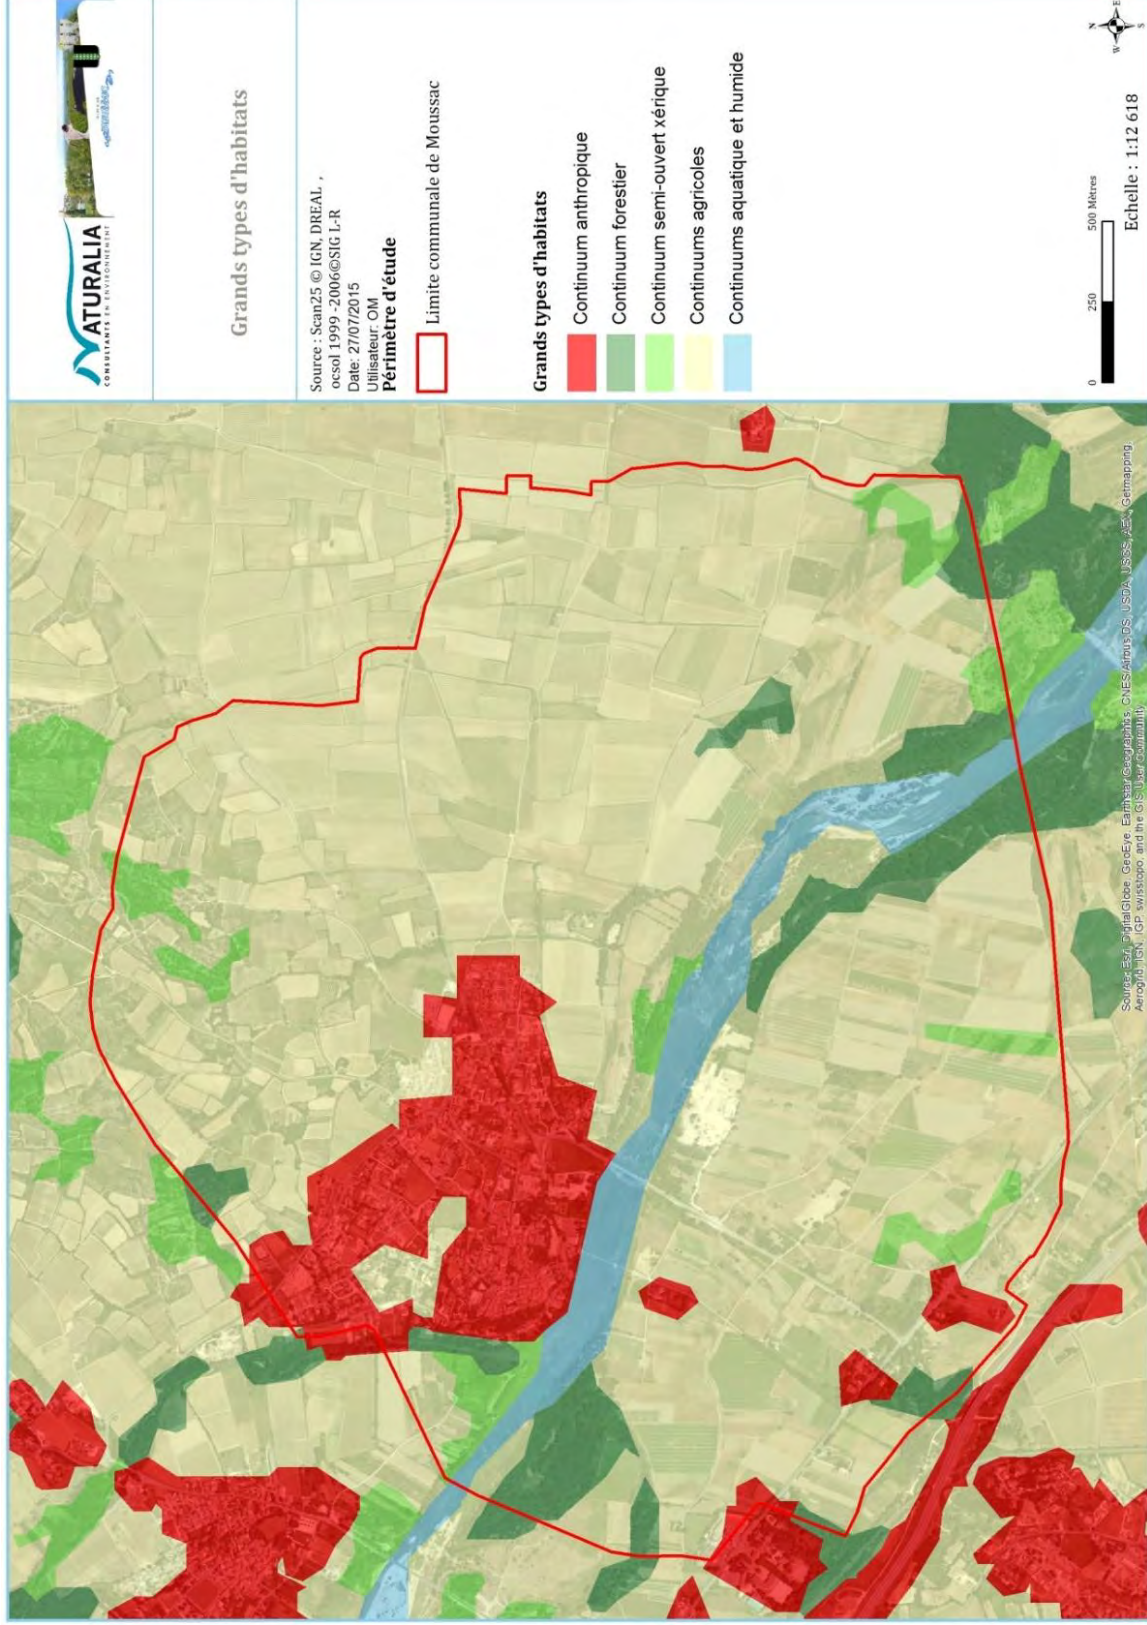 NATURALIA
CONSULTANTS EN ENVIRONNEMENT
Grands types d'habitats
Source : Scan25 © IGN, DREAL ,
ocsol 1999 -2006©SIG L-R
Date: 27/07/2015
Utilisateur: OM
Périmètre d'étude
Limite communale de Moussac
Grands types d'habitats
Continuum anthropique
Continuum forestier
Continuum semi-ouvert xérique
Continuums agricoles
Continuums aquatique et humide
N
W E
S
0 250 500 Mètres
Echelle : 1:12 618
Source: Esri, DigitalGlobe, GeoEye, Earthstar Geographics, CNES/Airbus DS, USDA, USGS, AEX, Getmapping,
Aerogrid, IGN, IGP, swisstopo, and the GIS User Community